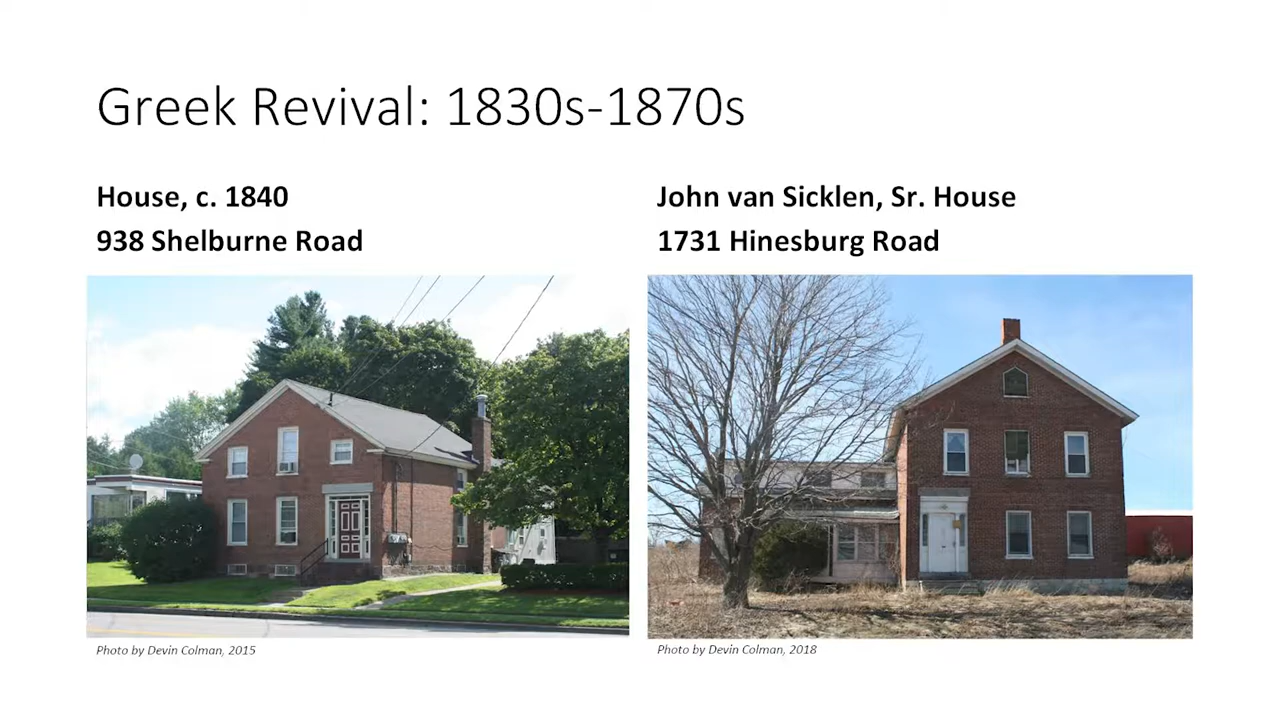 Greek Revival: 1830s-1870s
House, c. 1840
938 Shelburne Road
John van Sicklen, Sr. House
1731 Hinesburg Road
Photo by Devin Colman, 2015
Photo by Devin Colman, 2018